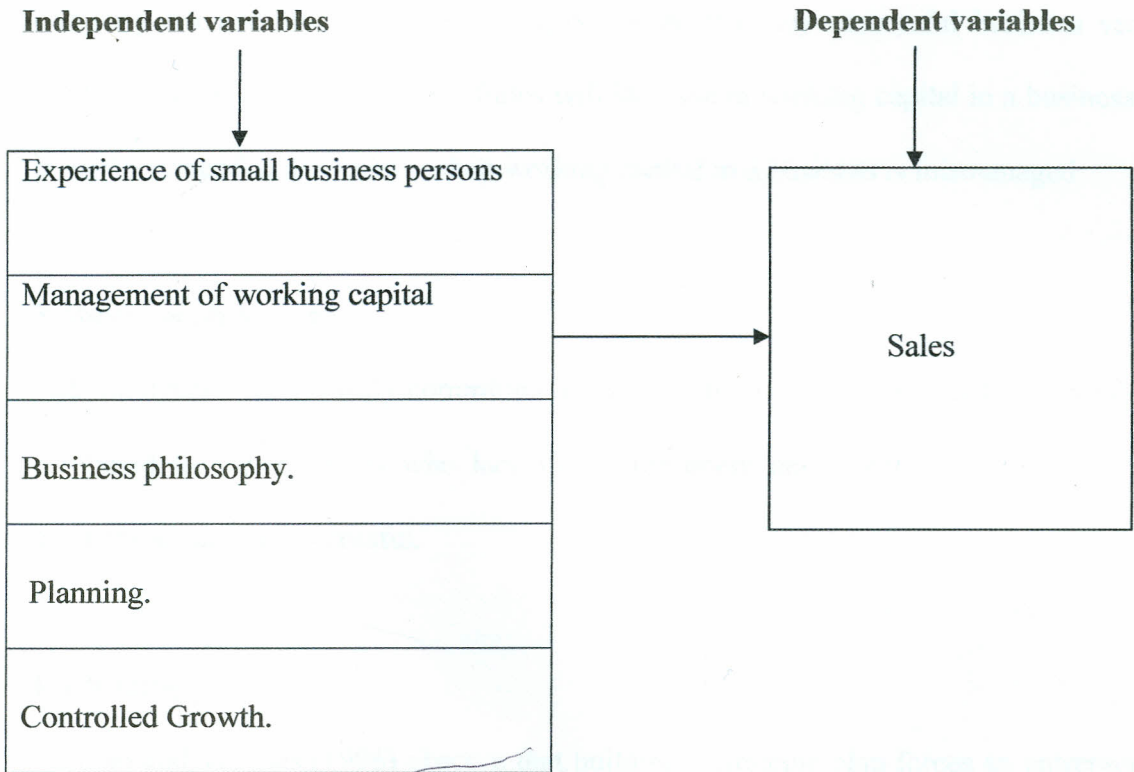 Independent variables
Dependent variables
Experience of small business persons
Management of working capital
Sales
Business philosophy.
Planning.
Controlled Growth.